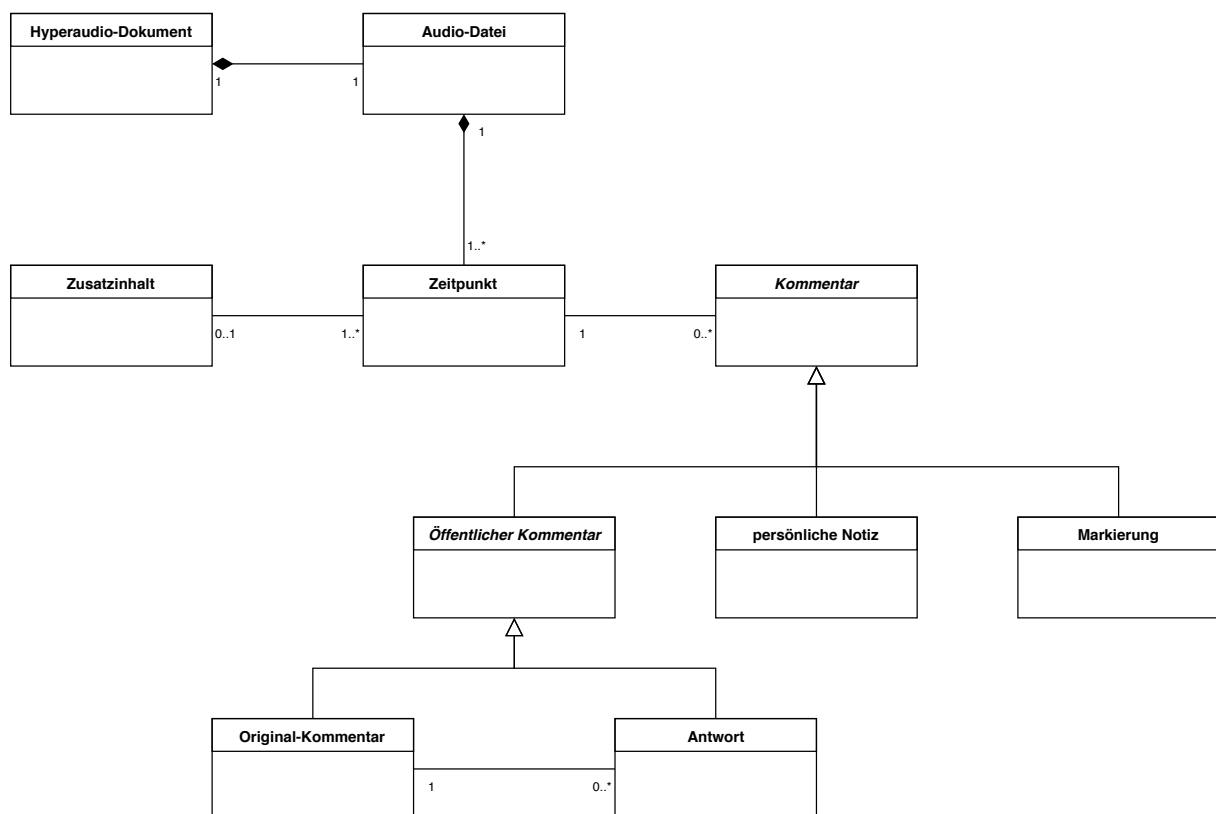 Hyperaudio-Dokument
Audio-Datei
1
1
1
1..*
Zusatzinhalt
Zeitpunkt
Kommentar
0..1
1..*
1
0..*
Öffentlicher Kommentar
persönliche Notiz
Markierung
Original-Kommentar
Antwort
1
0..*